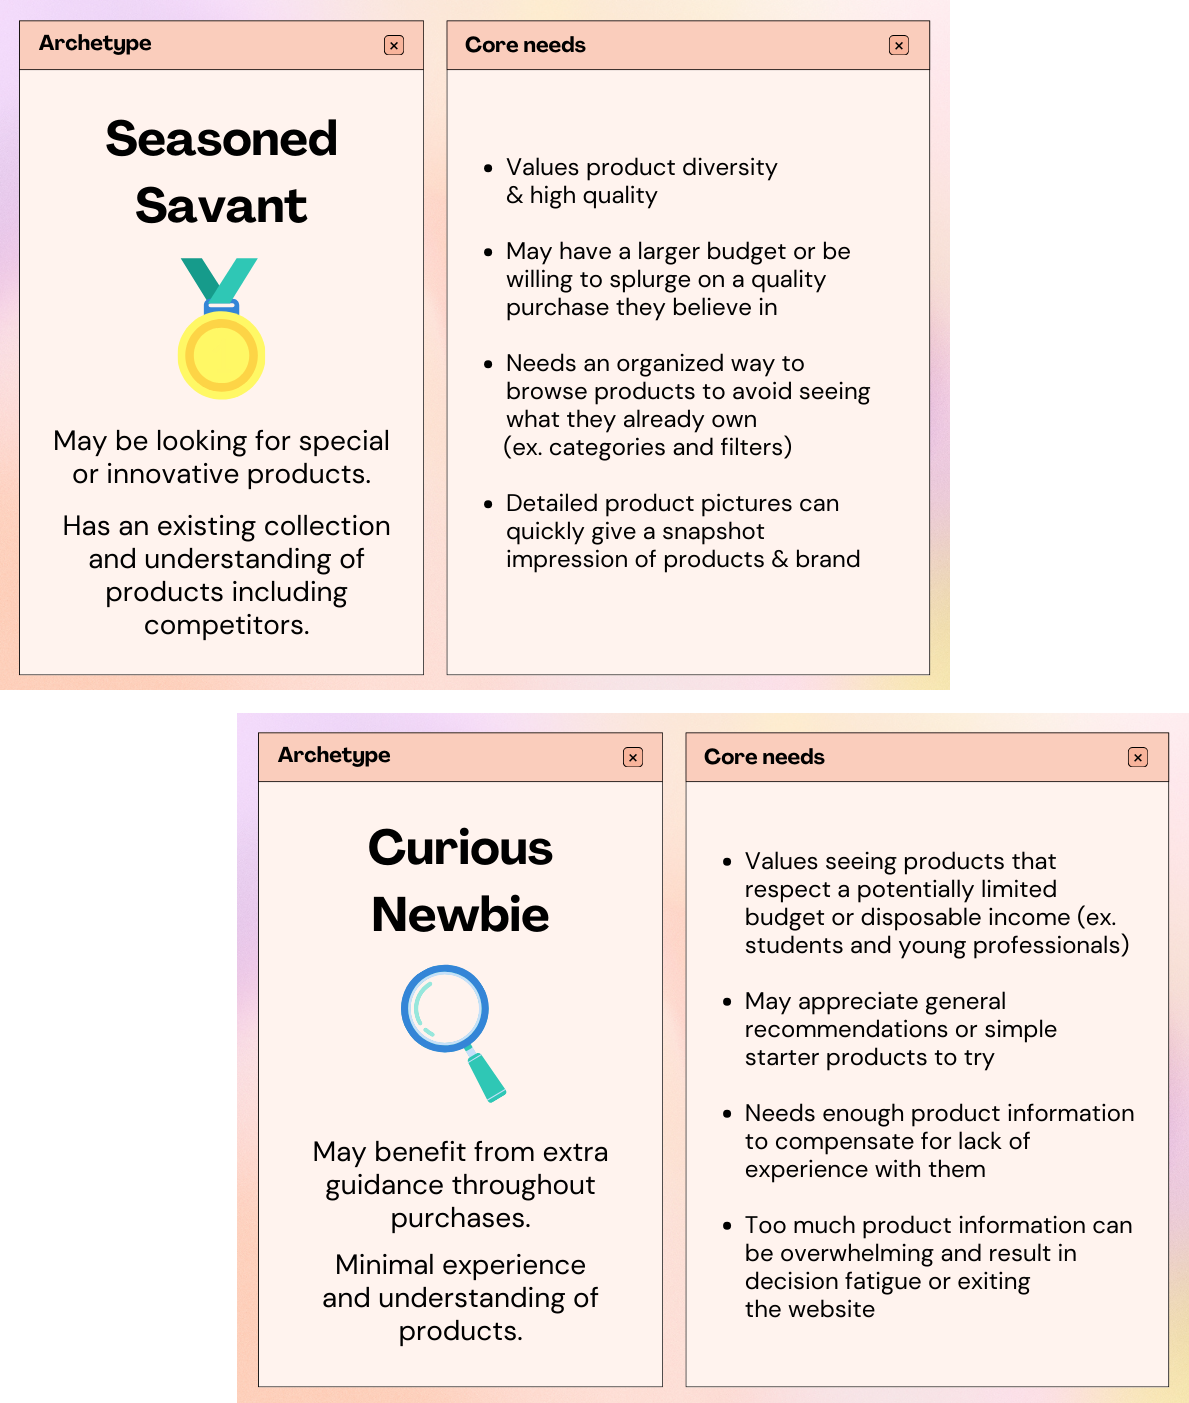 Archetype
Seasoned
Savant
May be looking for special
or innovative products.
Has an existing collection
and understanding of
products including
competitors.
Core needs
• Values product diversity
& high quality
• May have a larger budget or be
willing to splurge on a quality
purchase they believe in
• Needs an organized way to
browse products to avoid seeing
what they already own
(ex. categories and filters)
• Detailed product pictures can
quickly give a snapshot
impression of products & brand
Archetype
Curious
Newbie
May benefit from extra
guidance throughout
purchases.
Minimal experience
and understanding of
products.
Core needs
• Values seeing products that
respect a potentially limited
budget or disposable income (ex.
students and young professionals)
• May appreciate general
recommendations or simple
starter products to try
• Needs enough product information
to compensate for lack of
experience with them
• Too much product information can
be overwhelming and result in
decision fatigue or exiting
the website